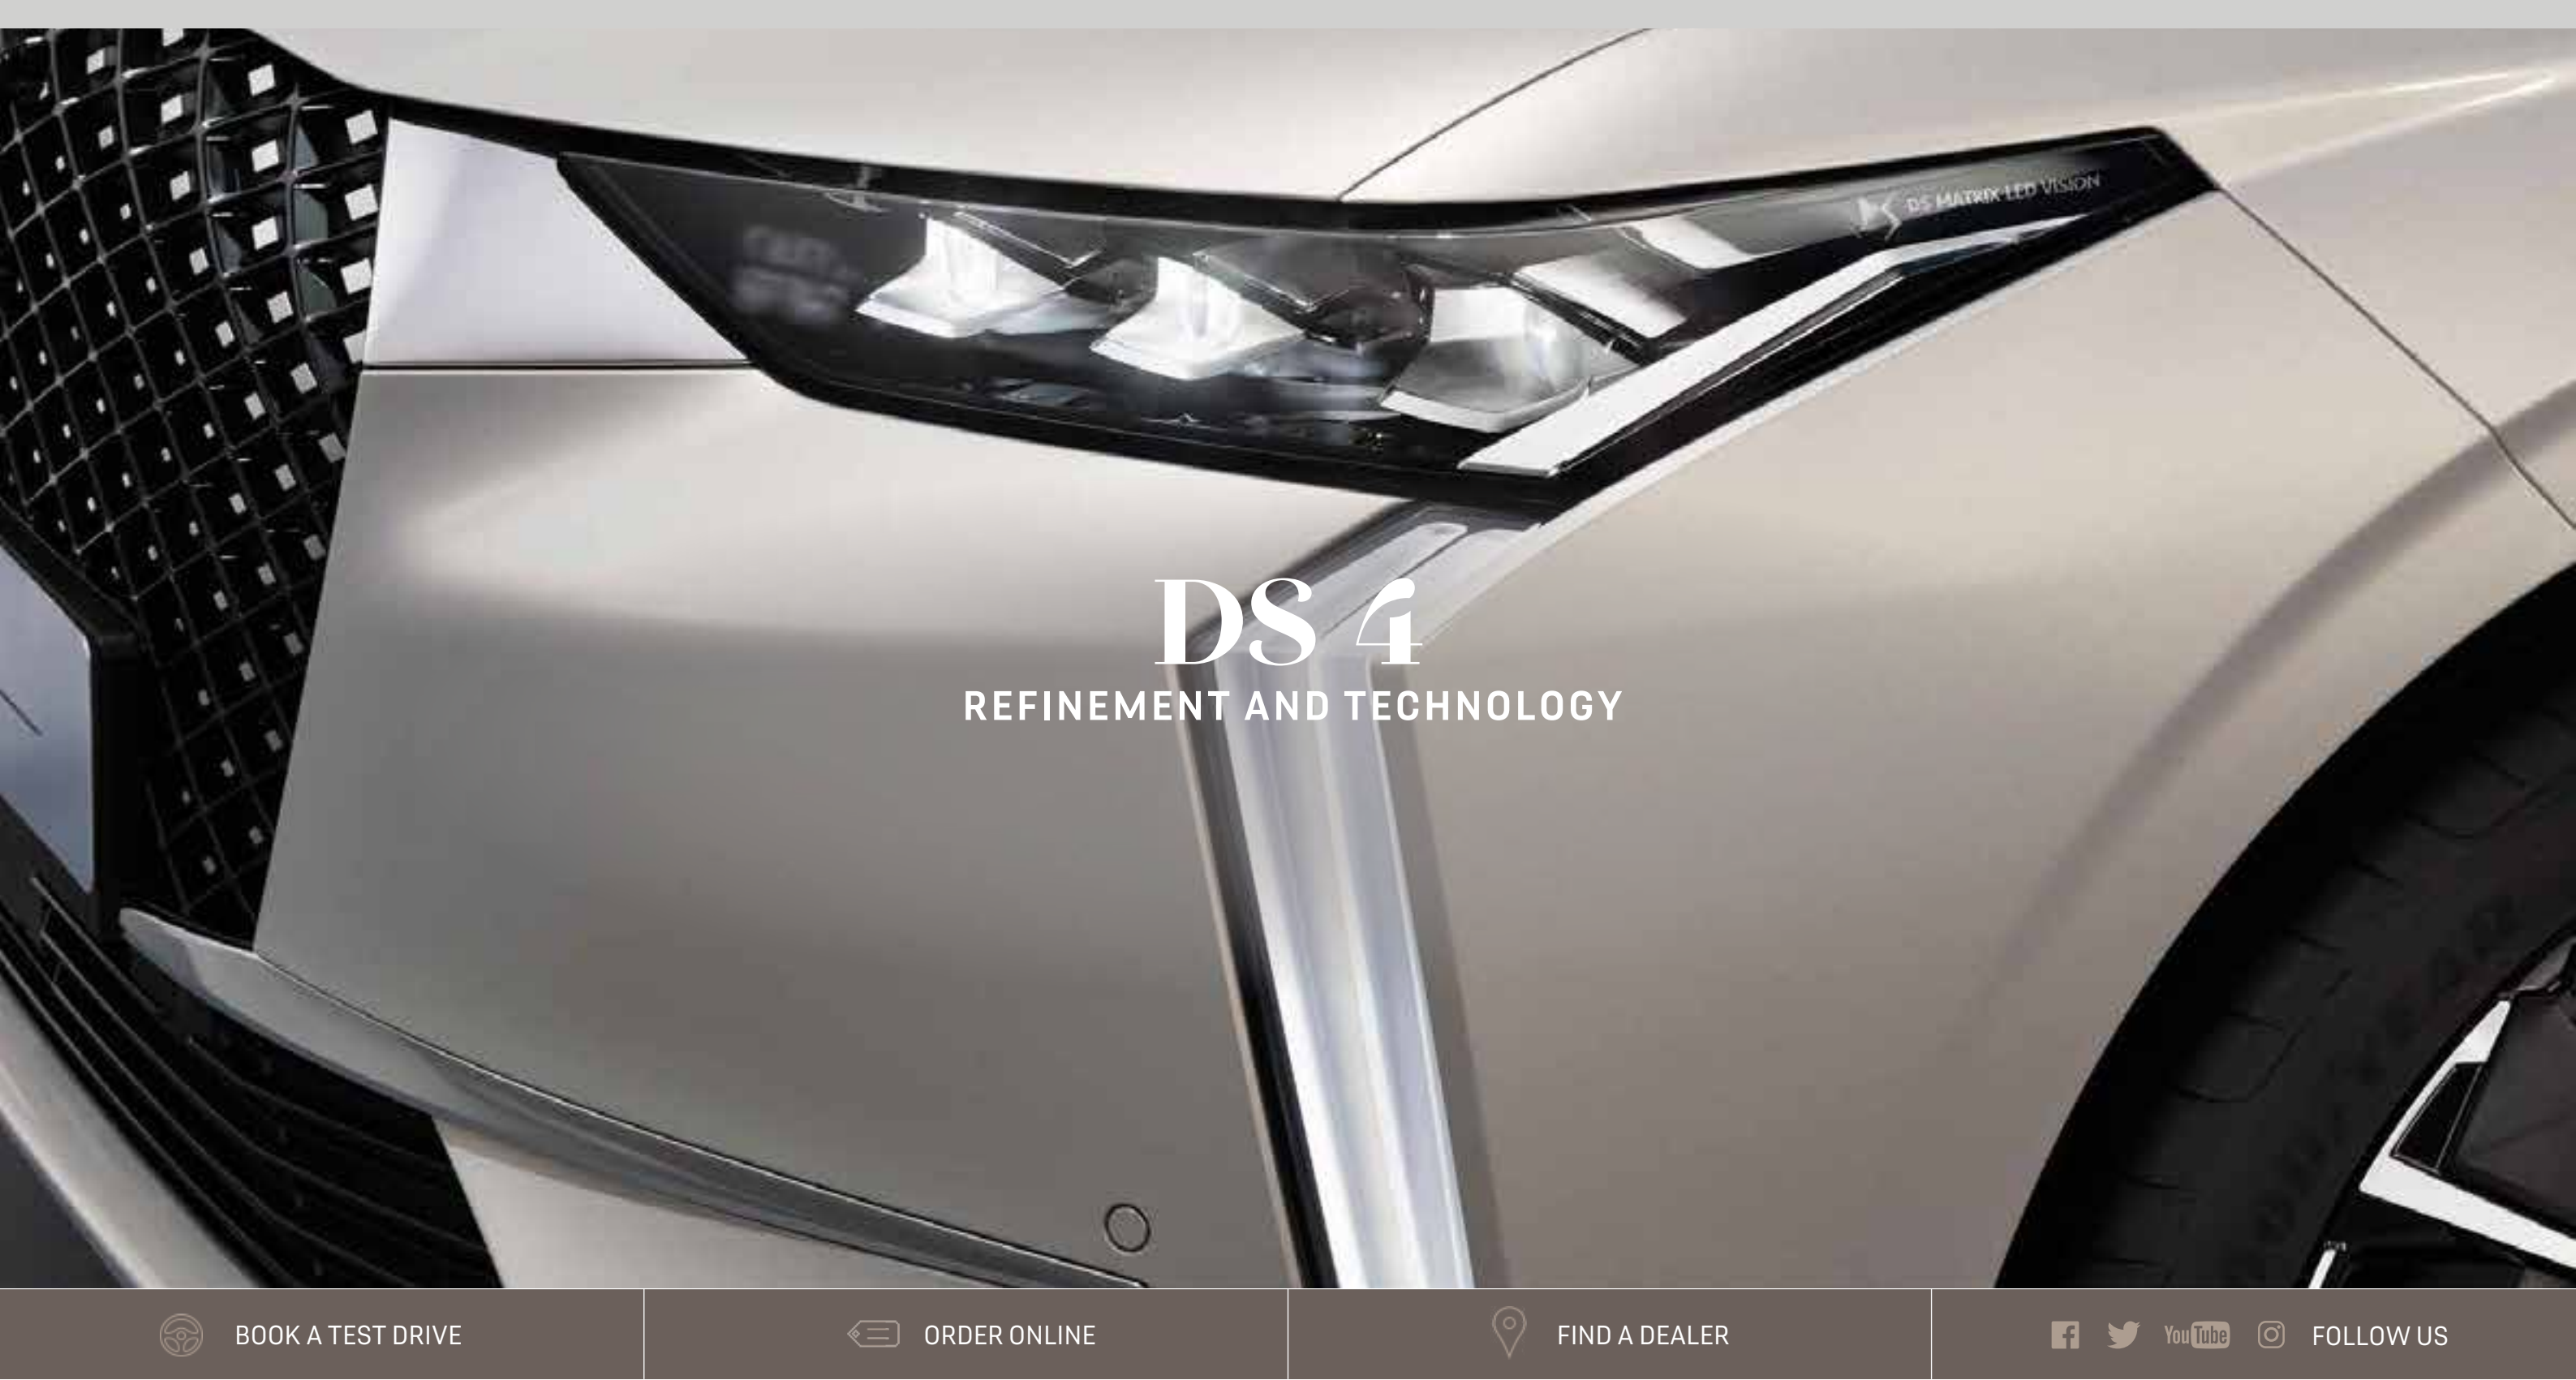 DS MATRIX LED VISION
DS 4
REFINEMENT AND TECHNOLOGY
BOOK A TEST DRIVE
ORDER ONLINE
FIND A DEALER
YouTube
FOLLOW US